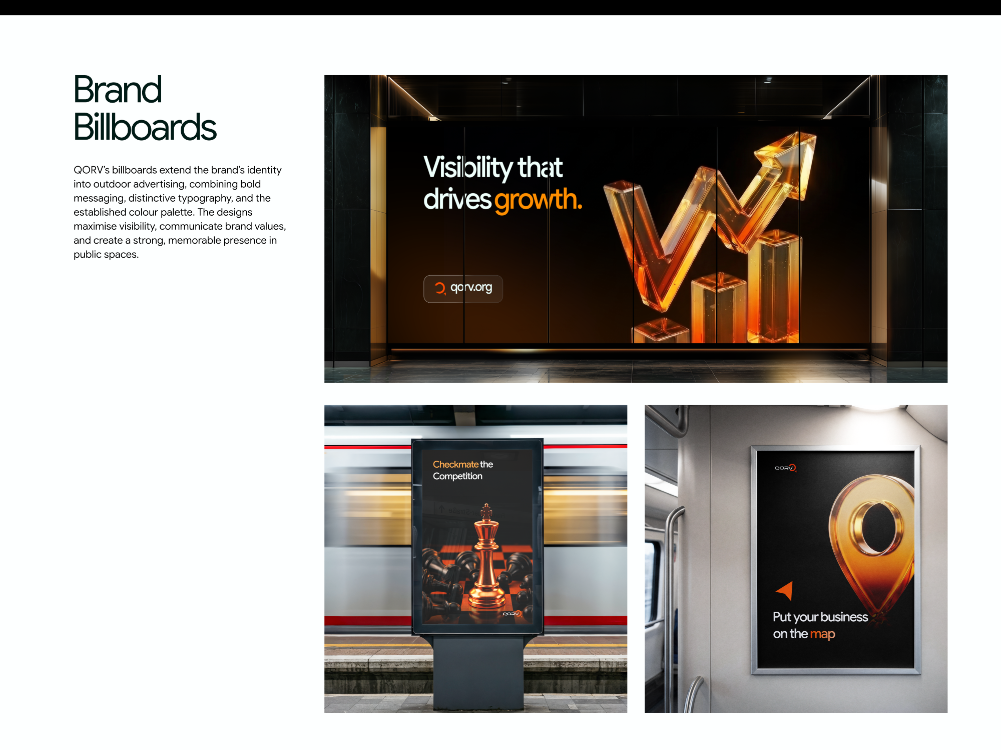 Brand
Billboards
QORV's billboards extend the brand's identity
into outdoor advertising, combining bold
messaging, distinctive typography, and the
established colour palette. The designs
maximise visibility, communicate brand values,
and create a strong, memorable presence in
public spaces.
Visibility that
drives growth.
qorv.org
Checkmate the
Competition
QORV
QORV
Put your business
on the map